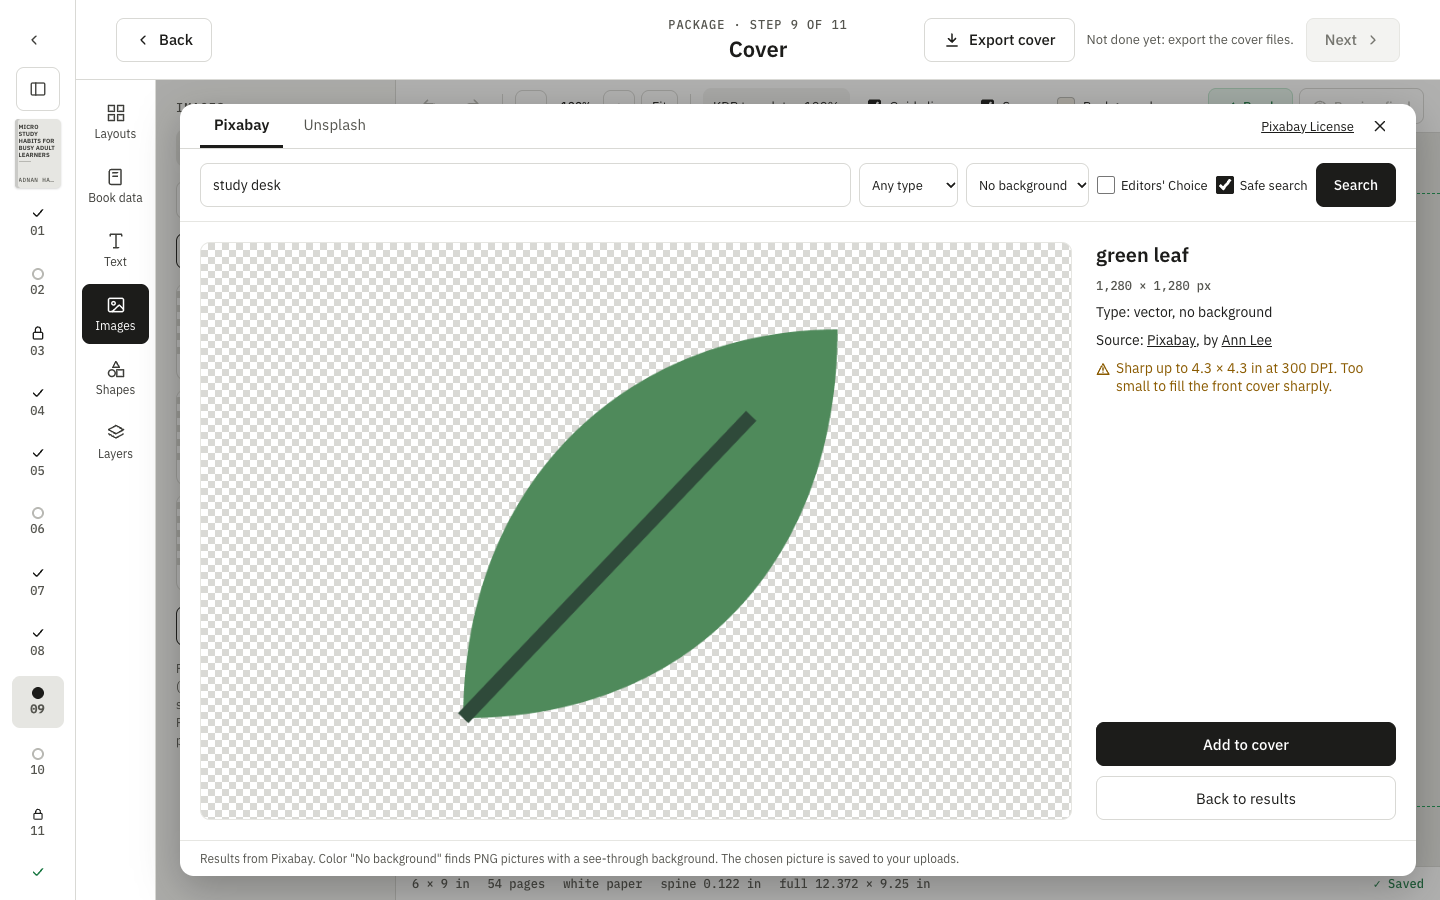 Back
PACKAGE · STEP 9 OF 11
Cover
Export cover
Not done yet: export the cover files.
Next
MICRO
STUDY
HABITS FOR
BUSY ADULT
LEARNERS
ADNAN HA…
01
02
03
04
05
06
07
08
09
10
11
Layouts
Book data
Text
Images
Shapes
Layers
Pixabay
Unsplash
Pixabay License
study desk
Any type
No background
Editors' Choice
Safe search
Search
green leaf
1,280 × 1,280 px
Type: vector, no background
Source: Pixabay, by Ann Lee
Sharp up to 4.3 × 4.3 in at 300 DPI. Too
small to fill the front cover sharply.
Add to cover
Back to results
Results from Pixabay. Color "No background" finds PNG pictures with a see-through background. The chosen picture is saved to your uploads.
6 × 9 in 54 pages white paper spine 0.122 in full 12.372 × 9.25 in
✓ Saved